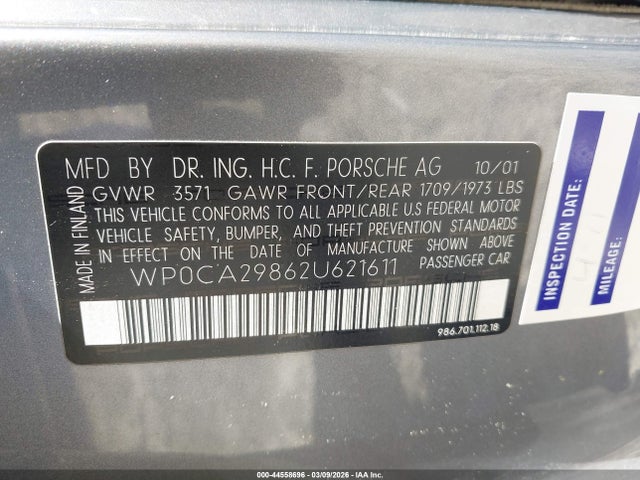 MFD BY DR. ING. H.C. F. PORSCHE AG 10/01
GVWR 3571 GAWR FRONT/REAR 1709/1973 LBS
THIS VEHICLE CONFORMS TO ALL APPLICABLE U.S FEDERAL MOTOR
VEHICLE SAFETY, BUMPER, AND THEFT PREVENTION STANDARDS
IN EFFECT ON THE DATE OF MANUFACTURE SHOWN ABOVE
WP0CA29862U621611 PASSENGER CAR
986.701.112.18
MADE IN FINLAND
INSPECTION DATE:
MILEAGE:
000-44558696 | 03/09/2026 | IAA Inc.